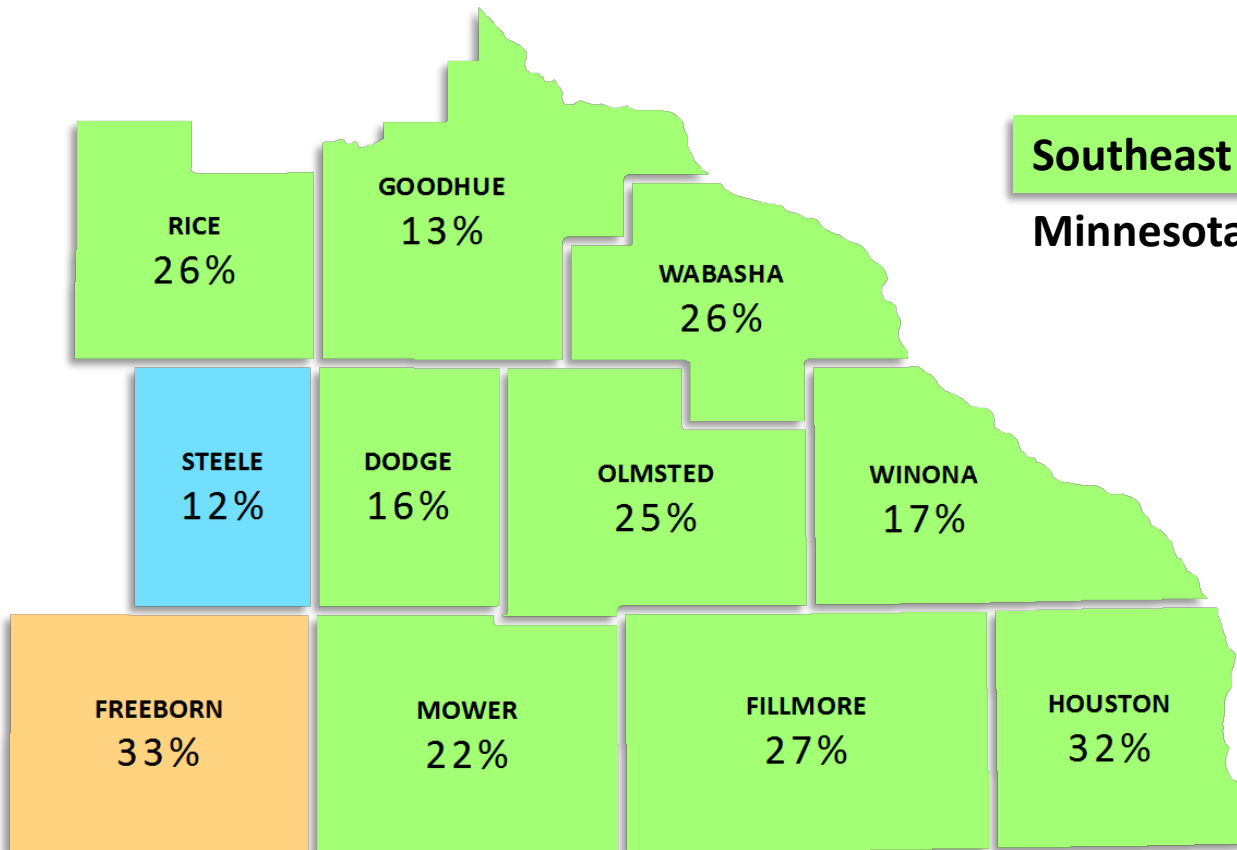 GOODHUE
13%
RICE
26%
WABASHA
26%
Southeast
Minnesota
STEELE
12%
DODGE
16%
OLMSTED
25%
WINONA
17%
FREEBORN
33%
MOWER
22%
FILLMORE
27%
HOUSTON
32%